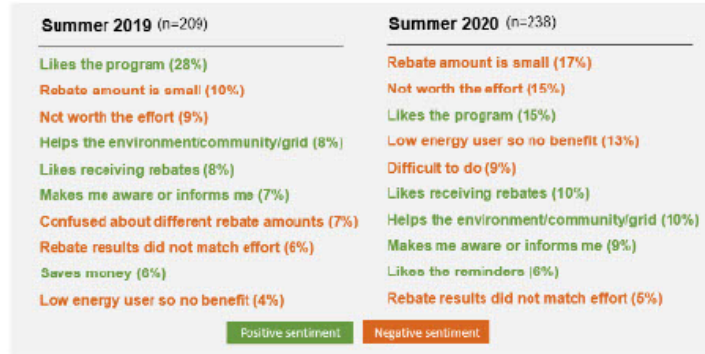 Summer 2019 (n=209)
Likes the program (28%)
Rebate amount is small (10%)
Not worth the effort (9%)
Helps the environment/community/grid (8%)
Likes receiving rebates (8%)
Makes me aware or informs me (7%)
Confused about different rebate amounts (7%)
Rebate results did not match effort (6%)
Saves money (6%)
Low energy user so no benefit (4%)
Summer 2020 (n=238)
Rebate amount is small (17%)
Not worth the effort (15%)
Likes the program (15%)
Low energy user so no benefit (13%)
Difficult to do (9%)
Likes receiving rebates (10%)
Helps the environment/community/grid (10%)
Makes me aware or informs me (9%)
Likes the reminders (6%)
Rebate results did not match effort (5%)
Positive sentiment
Negative sentiment